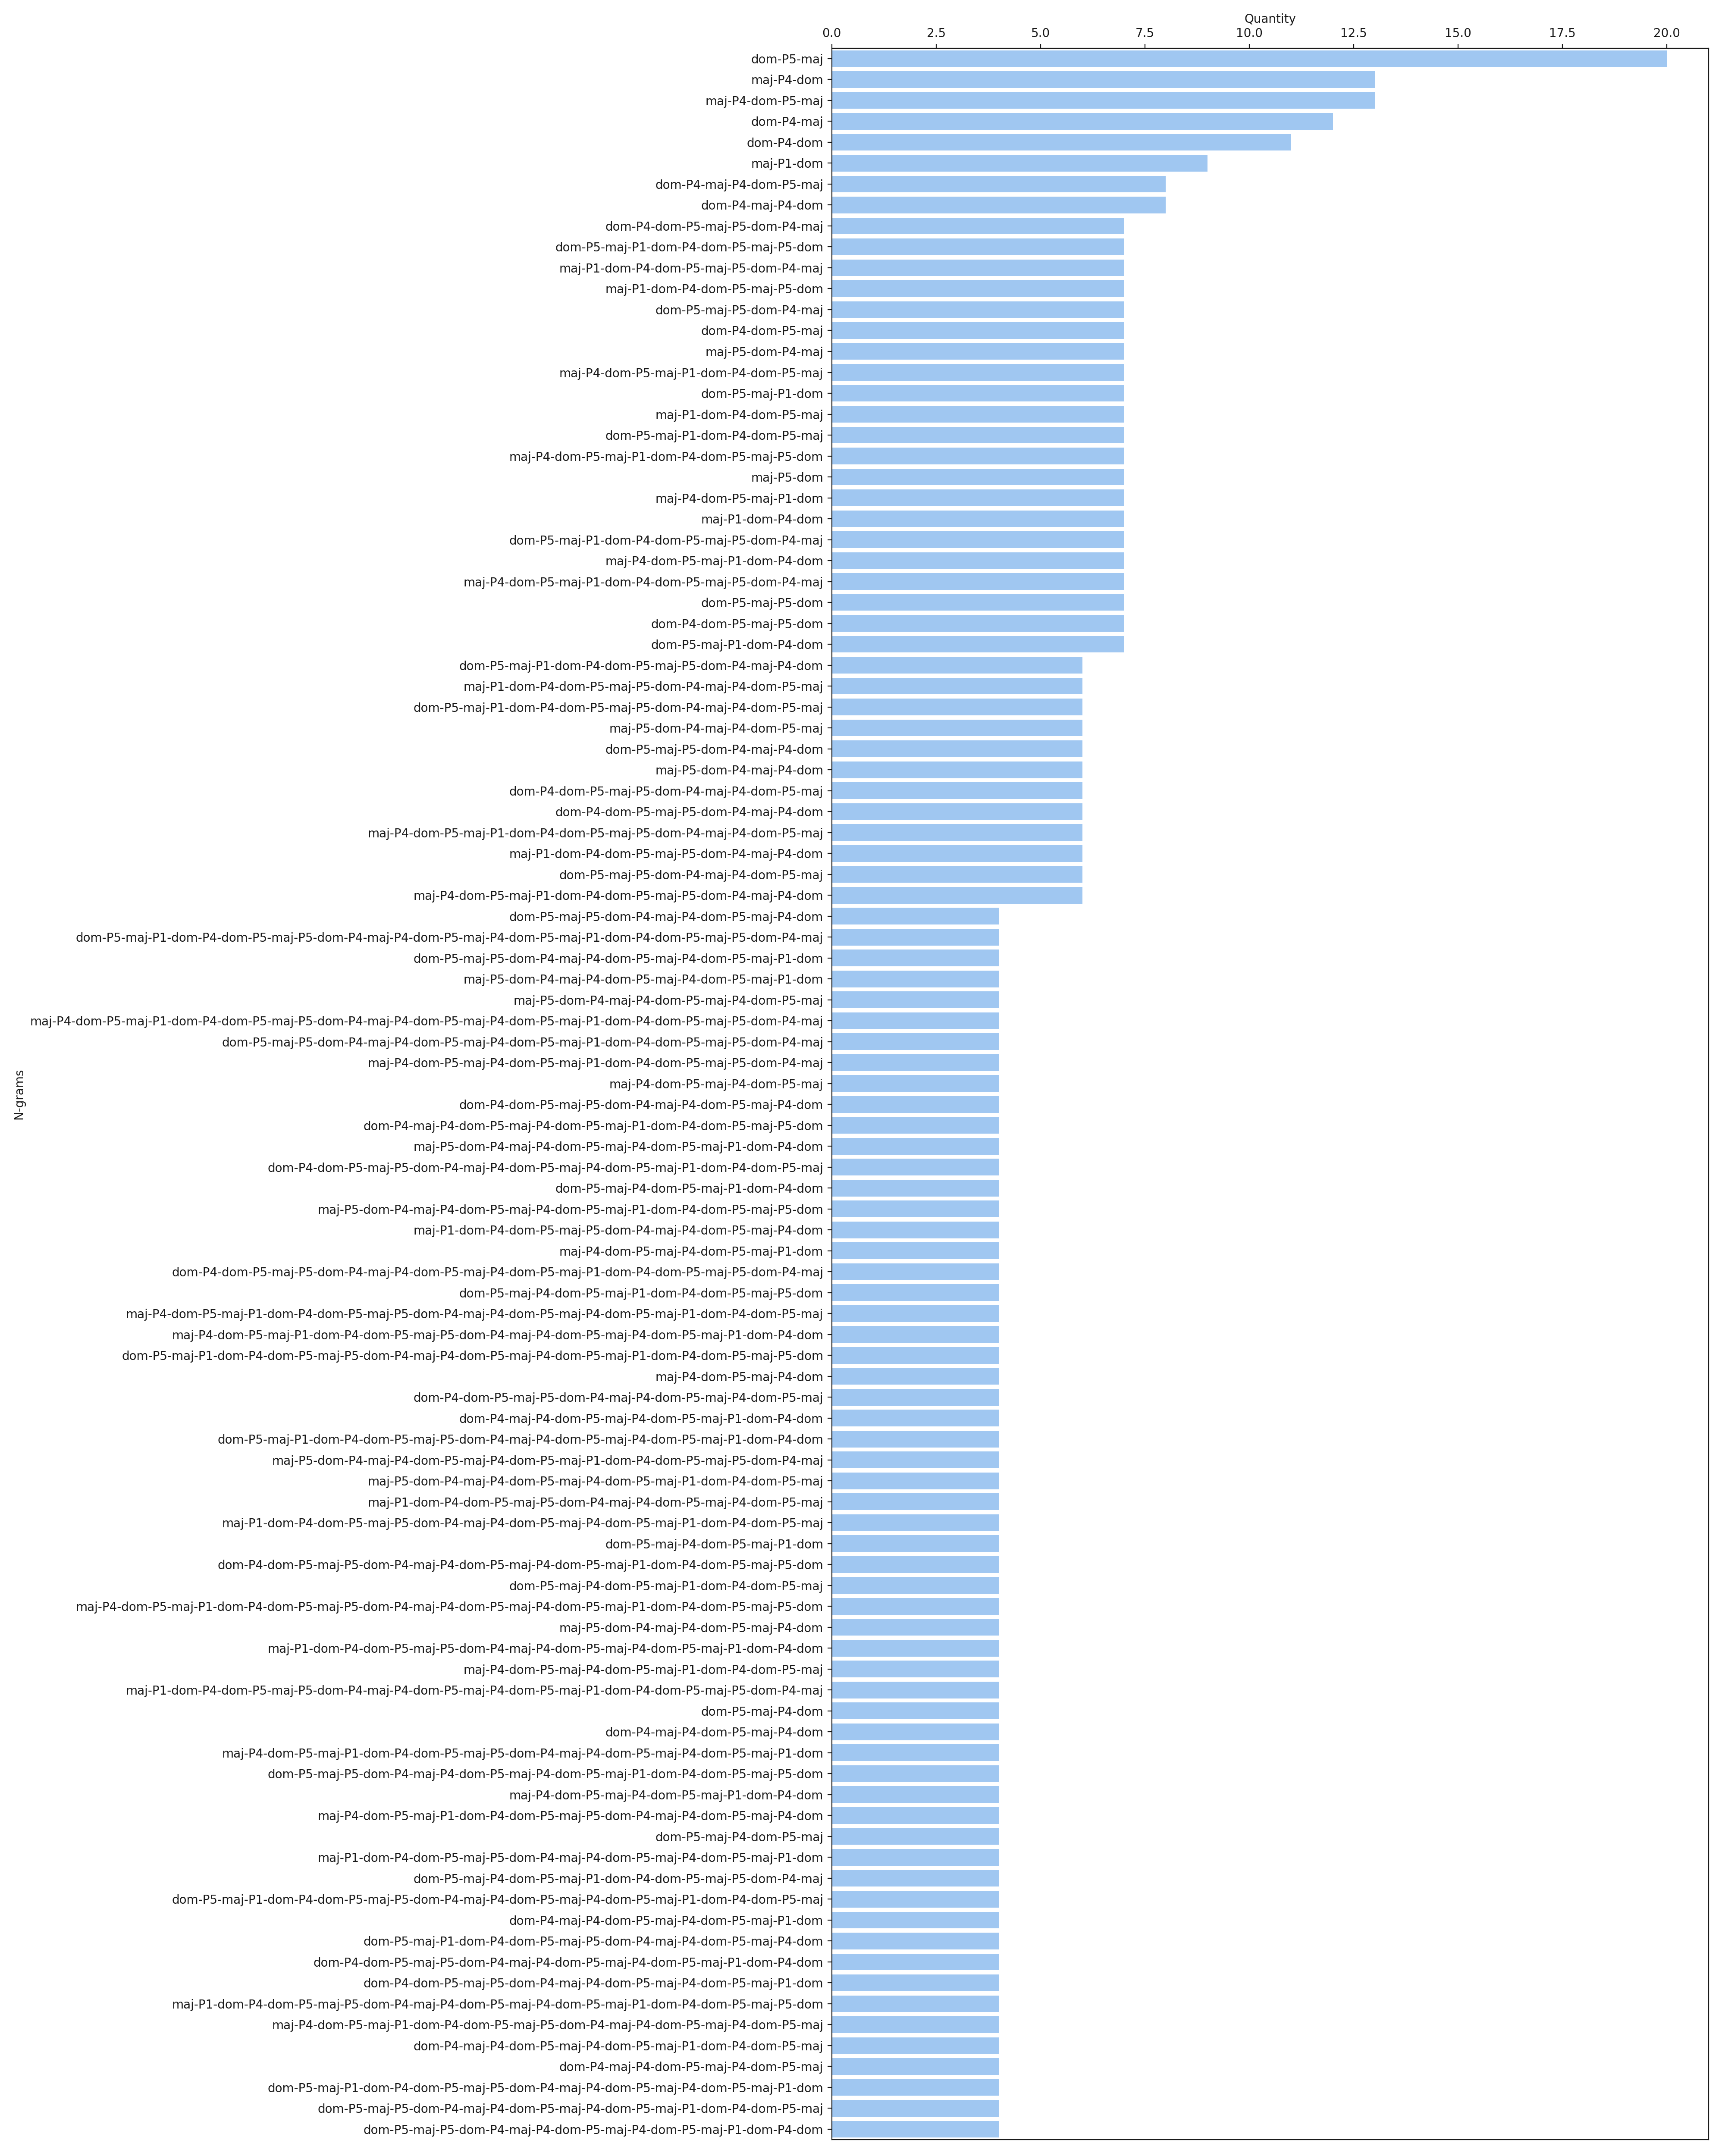 Quantity
0.0 2.5 5.0 7.5 10.0 12.5 15.0 17.5 20.0
dom-P5-maj
maj-P4-dom
maj-P4-dom-P5-maj
dom-P4-maj
dom-P4-dom
maj-P1-dom
dom-P4-maj-P4-dom-P5-maj
dom-P4-maj-P4-dom
dom-P4-dom-P5-maj-P5-dom-P4-maj
dom-P5-maj-P1-dom-P4-dom-P5-maj-P5-dom
maj-P1-dom-P4-dom-P5-maj-P5-dom-P4-maj
maj-P1-dom-P4-dom-P5-maj-P5-dom
dom-P5-maj-P5-dom-P4-maj
dom-P4-dom-P5-maj
maj-P5-dom-P4-maj
maj-P4-dom-P5-maj-P1-dom-P4-dom-P5-maj
dom-P5-maj-P1-dom
maj-P1-dom-P4-dom-P5-maj
dom-P5-maj-P1-dom-P4-dom-P5-maj
maj-P4-dom-P5-maj-P1-dom-P4-dom-P5-maj-P5-dom
maj-P5-dom
maj-P4-dom-P5-maj-P1-dom
maj-P1-dom-P4-dom
dom-P5-maj-P1-dom-P4-dom-P5-maj-P5-dom-P4-maj
maj-P4-dom-P5-maj-P1-dom-P4-dom
maj-P4-dom-P5-maj-P1-dom-P4-dom-P5-maj-P5-dom-P4-maj
dom-P5-maj-P5-dom
dom-P4-dom-P5-maj-P5-dom
dom-P5-maj-P1-dom-P4-dom
dom-P5-maj-P1-dom-P4-dom-P5-maj-P5-dom-P4-maj-P4-dom
maj-P1-dom-P4-dom-P5-maj-P5-dom-P4-maj-P4-dom-P5-maj
dom-P5-maj-P1-dom-P4-dom-P5-maj-P5-dom-P4-maj-P4-dom-P5-maj
maj-P5-dom-P4-maj-P4-dom-P5-maj
dom-P5-maj-P5-dom-P4-maj-P4-dom
maj-P5-dom-P4-maj-P4-dom
dom-P4-dom-P5-maj-P5-dom-P4-maj-P4-dom-P5-maj
dom-P4-dom-P5-maj-P5-dom-P4-maj-P4-dom
maj-P4-dom-P5-maj-P1-dom-P4-dom-P5-maj-P5-dom-P4-maj-P4-dom-P5-maj
maj-P1-dom-P4-dom-P5-maj-P5-dom-P4-maj-P4-dom
dom-P5-maj-P5-dom-P4-maj-P4-dom-P5-maj
maj-P4-dom-P5-maj-P1-dom-P4-dom-P5-maj-P5-dom-P4-maj-P4-dom
dom-P5-maj-P5-dom-P4-maj-P4-dom-P5-maj-P4-dom
dom-P5-maj-P1-dom-P4-dom-P5-maj-P5-dom-P4-maj-P4-dom-P5-maj-P4-dom-P5-maj-P1-dom-P4-dom-P5-maj-P5-dom-P4-maj
dom-P5-maj-P5-dom-P4-maj-P4-dom-P5-maj-P4-dom-P5-maj-P1-dom
maj-P5-dom-P4-maj-P4-dom-P5-maj-P4-dom-P5-maj-P1-dom
maj-P5-dom-P4-maj-P4-dom-P5-maj-P4-dom-P5-maj
maj-P4-dom-P5-maj-P1-dom-P4-dom-P5-maj-P5-dom-P4-maj-P4-dom-P5-maj-P4-dom-P5-maj-P1-dom-P4-dom-P5-maj-P5-dom-P4-maj
dom-P5-maj-P5-dom-P4-maj-P4-dom-P5-maj-P4-dom-P5-maj-P1-dom-P4-dom-P5-maj-P5-dom-P4-maj
maj-P4-dom-P5-maj-P4-dom-P5-maj-P1-dom-P4-dom-P5-maj-P5-dom-P4-maj
maj-P4-dom-P5-maj-P4-dom-P5-maj
dom-P4-dom-P5-maj-P5-dom-P4-maj-P4-dom-P5-maj-P4-dom
dom-P4-maj-P4-dom-P5-maj-P4-dom-P5-maj-P1-dom-P4-dom-P5-maj-P5-dom
maj-P5-dom-P4-maj-P4-dom-P5-maj-P4-dom-P5-maj-P1-dom-P4-dom
dom-P4-dom-P5-maj-P5-dom-P4-maj-P4-dom-P5-maj-P4-dom-P5-maj-P1-dom-P4-dom-P5-maj
dom-P5-maj-P4-dom-P5-maj-P1-dom-P4-dom
maj-P5-dom-P4-maj-P4-dom-P5-maj-P4-dom-P5-maj-P1-dom-P4-dom-P5-maj-P5-dom
maj-P1-dom-P4-dom-P5-maj-P5-dom-P4-maj-P4-dom-P5-maj-P4-dom
maj-P4-dom-P5-maj-P4-dom-P5-maj-P1-dom
dom-P4-dom-P5-maj-P5-dom-P4-maj-P4-dom-P5-maj-P4-dom-P5-maj-P1-dom-P4-dom-P5-maj-P5-dom-P4-maj
dom-P5-maj-P4-dom-P5-maj-P1-dom-P4-dom-P5-maj-P5-dom
maj-P4-dom-P5-maj-P1-dom-P4-dom-P5-maj-P5-dom-P4-maj-P4-dom-P5-maj-P4-dom-P5-maj-P1-dom-P4-dom-P5-maj
maj-P4-dom-P5-maj-P1-dom-P4-dom-P5-maj-P5-dom-P4-maj-P4-dom-P5-maj-P4-dom-P5-maj-P1-dom-P4-dom
dom-P5-maj-P1-dom-P4-dom-P5-maj-P5-dom-P4-maj-P4-dom-P5-maj-P4-dom-P5-maj-P1-dom-P4-dom-P5-maj-P5-dom
maj-P4-dom-P5-maj-P4-dom
dom-P4-dom-P5-maj-P5-dom-P4-maj-P4-dom-P5-maj-P4-dom-P5-maj
dom-P4-maj-P4-dom-P5-maj-P4-dom-P5-maj-P1-dom-P4-dom
dom-P5-maj-P1-dom-P4-dom-P5-maj-P5-dom-P4-maj-P4-dom-P5-maj-P4-dom-P5-maj-P1-dom-P4-dom
maj-P5-dom-P4-maj-P4-dom-P5-maj-P4-dom-P5-maj-P1-dom-P4-dom-P5-maj-P5-dom-P4-maj
maj-P5-dom-P4-maj-P4-dom-P5-maj-P4-dom-P5-maj-P1-dom-P4-dom-P5-maj
maj-P1-dom-P4-dom-P5-maj-P5-dom-P4-maj-P4-dom-P5-maj-P4-dom-P5-maj
maj-P1-dom-P4-dom-P5-maj-P5-dom-P4-maj-P4-dom-P5-maj-P4-dom-P5-maj-P1-dom-P4-dom-P5-maj
dom-P5-maj-P4-dom-P5-maj-P1-dom
dom-P4-dom-P5-maj-P5-dom-P4-maj-P4-dom-P5-maj-P4-dom-P5-maj-P1-dom-P4-dom-P5-maj-P5-dom
dom-P5-maj-P4-dom-P5-maj-P1-dom-P4-dom-P5-maj
maj-P4-dom-P5-maj-P1-dom-P4-dom-P5-maj-P5-dom-P4-maj-P4-dom-P5-maj-P4-dom-P5-maj-P1-dom-P4-dom-P5-maj-P5-dom
maj-P5-dom-P4-maj-P4-dom-P5-maj-P4-dom
maj-P1-dom-P4-dom-P5-maj-P5-dom-P4-maj-P4-dom-P5-maj-P4-dom-P5-maj-P1-dom-P4-dom
maj-P4-dom-P5-maj-P4-dom-P5-maj-P1-dom-P4-dom-P5-maj
maj-P1-dom-P4-dom-P5-maj-P5-dom-P4-maj-P4-dom-P5-maj-P4-dom-P5-maj-P1-dom-P4-dom-P5-maj-P5-dom-P4-maj
dom-P5-maj-P4-dom
dom-P4-maj-P4-dom-P5-maj-P4-dom
maj-P4-dom-P5-maj-P1-dom-P4-dom-P5-maj-P5-dom-P4-maj-P4-dom-P5-maj-P4-dom-P5-maj-P1-dom
dom-P5-maj-P5-dom-P4-maj-P4-dom-P5-maj-P4-dom-P5-maj-P1-dom-P4-dom-P5-maj-P5-dom
maj-P4-dom-P5-maj-P4-dom-P5-maj-P1-dom-P4-dom
maj-P4-dom-P5-maj-P1-dom-P4-dom-P5-maj-P5-dom-P4-maj-P4-dom-P5-maj-P4-dom
dom-P5-maj-P4-dom-P5-maj
maj-P1-dom-P4-dom-P5-maj-P5-dom-P4-maj-P4-dom-P5-maj-P4-dom-P5-maj-P1-dom
dom-P5-maj-P4-dom-P5-maj-P1-dom-P4-dom-P5-maj-P5-dom-P4-maj
dom-P5-maj-P1-dom-P4-dom-P5-maj-P5-dom-P4-maj-P4-dom-P5-maj-P4-dom-P5-maj-P1-dom-P4-dom-P5-maj
dom-P4-maj-P4-dom-P5-maj-P4-dom-P5-maj-P1-dom
dom-P5-maj-P1-dom-P4-dom-P5-maj-P5-dom-P4-maj-P4-dom-P5-maj-P4-dom
dom-P4-dom-P5-maj-P5-dom-P4-maj-P4-dom-P5-maj-P4-dom-P5-maj-P1-dom-P4-dom
dom-P4-dom-P5-maj-P5-dom-P4-maj-P4-dom-P5-maj-P4-dom-P5-maj-P1-dom
maj-P1-dom-P4-dom-P5-maj-P5-dom-P4-maj-P4-dom-P5-maj-P4-dom-P5-maj-P1-dom-P4-dom-P5-maj-P5-dom
maj-P4-dom-P5-maj-P1-dom-P4-dom-P5-maj-P5-dom-P4-maj-P4-dom-P5-maj-P4-dom-P5-maj
dom-P4-maj-P4-dom-P5-maj-P4-dom-P5-maj-P1-dom-P4-dom-P5-maj
dom-P4-maj-P4-dom-P5-maj-P4-dom-P5-maj
dom-P5-maj-P1-dom-P4-dom-P5-maj-P5-dom-P4-maj-P4-dom-P5-maj-P4-dom-P5-maj-P1-dom
dom-P5-maj-P5-dom-P4-maj-P4-dom-P5-maj-P4-dom-P5-maj-P1-dom-P4-dom-P5-maj
dom-P5-maj-P5-dom-P4-maj-P4-dom-P5-maj-P4-dom-P5-maj-P1-dom-P4-dom
N-grams